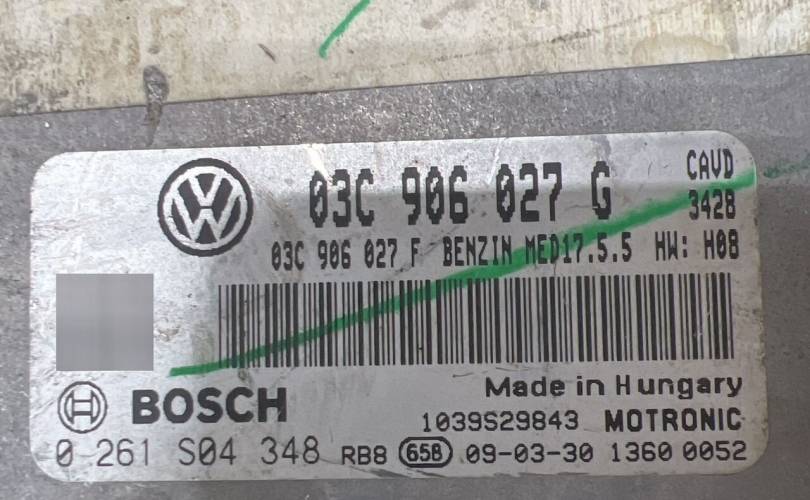 03C 906 027 G CAVD
3428
03C 906 027 F BENZIN MED17.5.5 HW: H08
BOSCH Made in Hungary
1039S29843 MOTRONIC
0 261 S04 348 RB8 65B 09-03-30 1360 0052